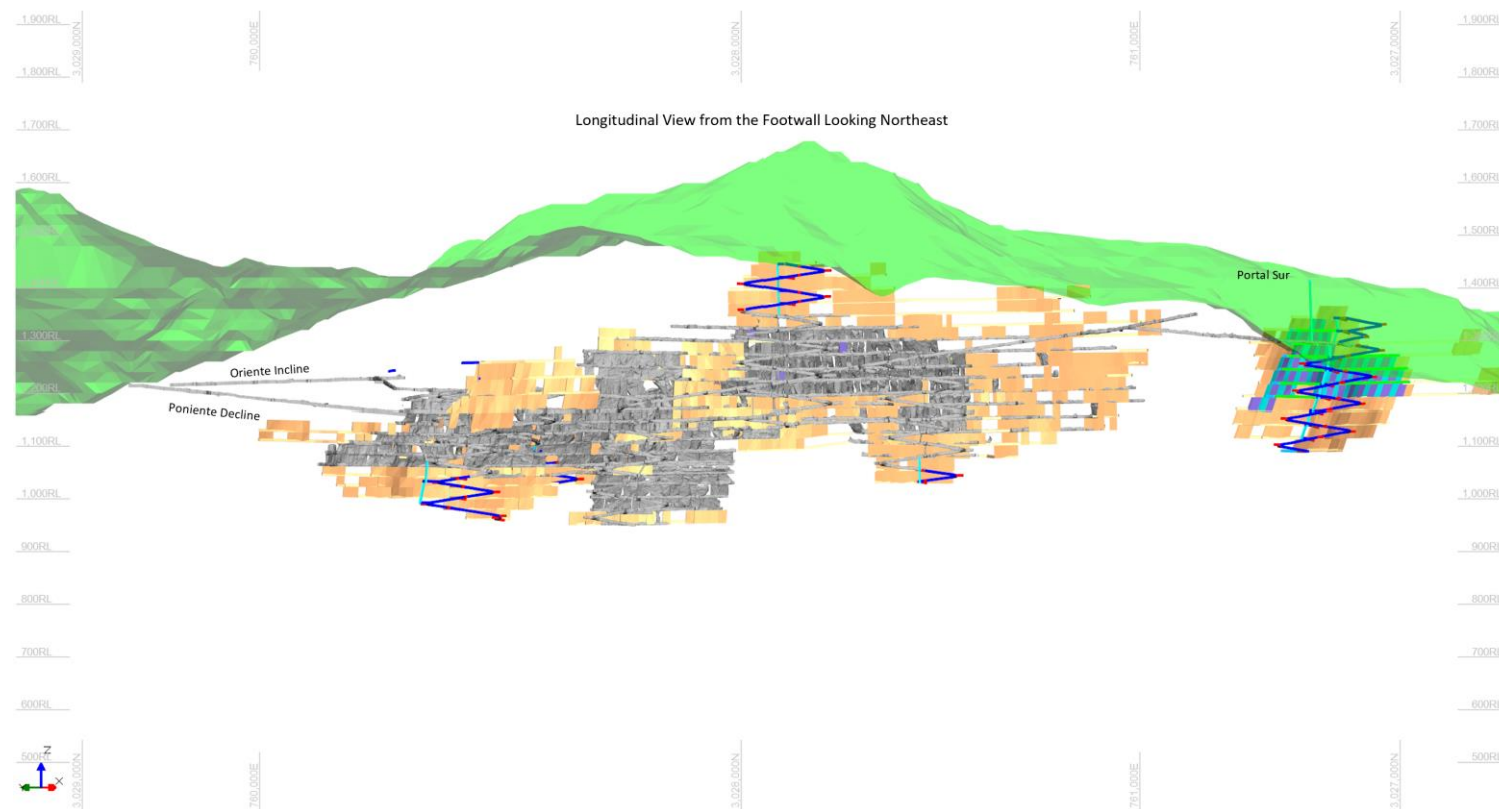 1,900RL
1,900RL
3,029,000N
760,000E
3,028,000N
761,000E
3,027,000N
1,800RL
1,800RL
Longitudinal View from the Footwall Looking Northeast
1,700RL
1,700RL
1,600RL
1,600RL
1,500RL
Portal Sur
1,400RL
1,300RL
Oriente Incline
1,200RL
Poniente Decline
1,100RL
1,100RL
1,000RL
1,000RL
900RL
900RL
800RL
800RL
700RL
700RL
600RL
600RL
500RL
500RL
Z
X
3,029,000N
760,000E
3,028,000N
761,000E
3,027,000N